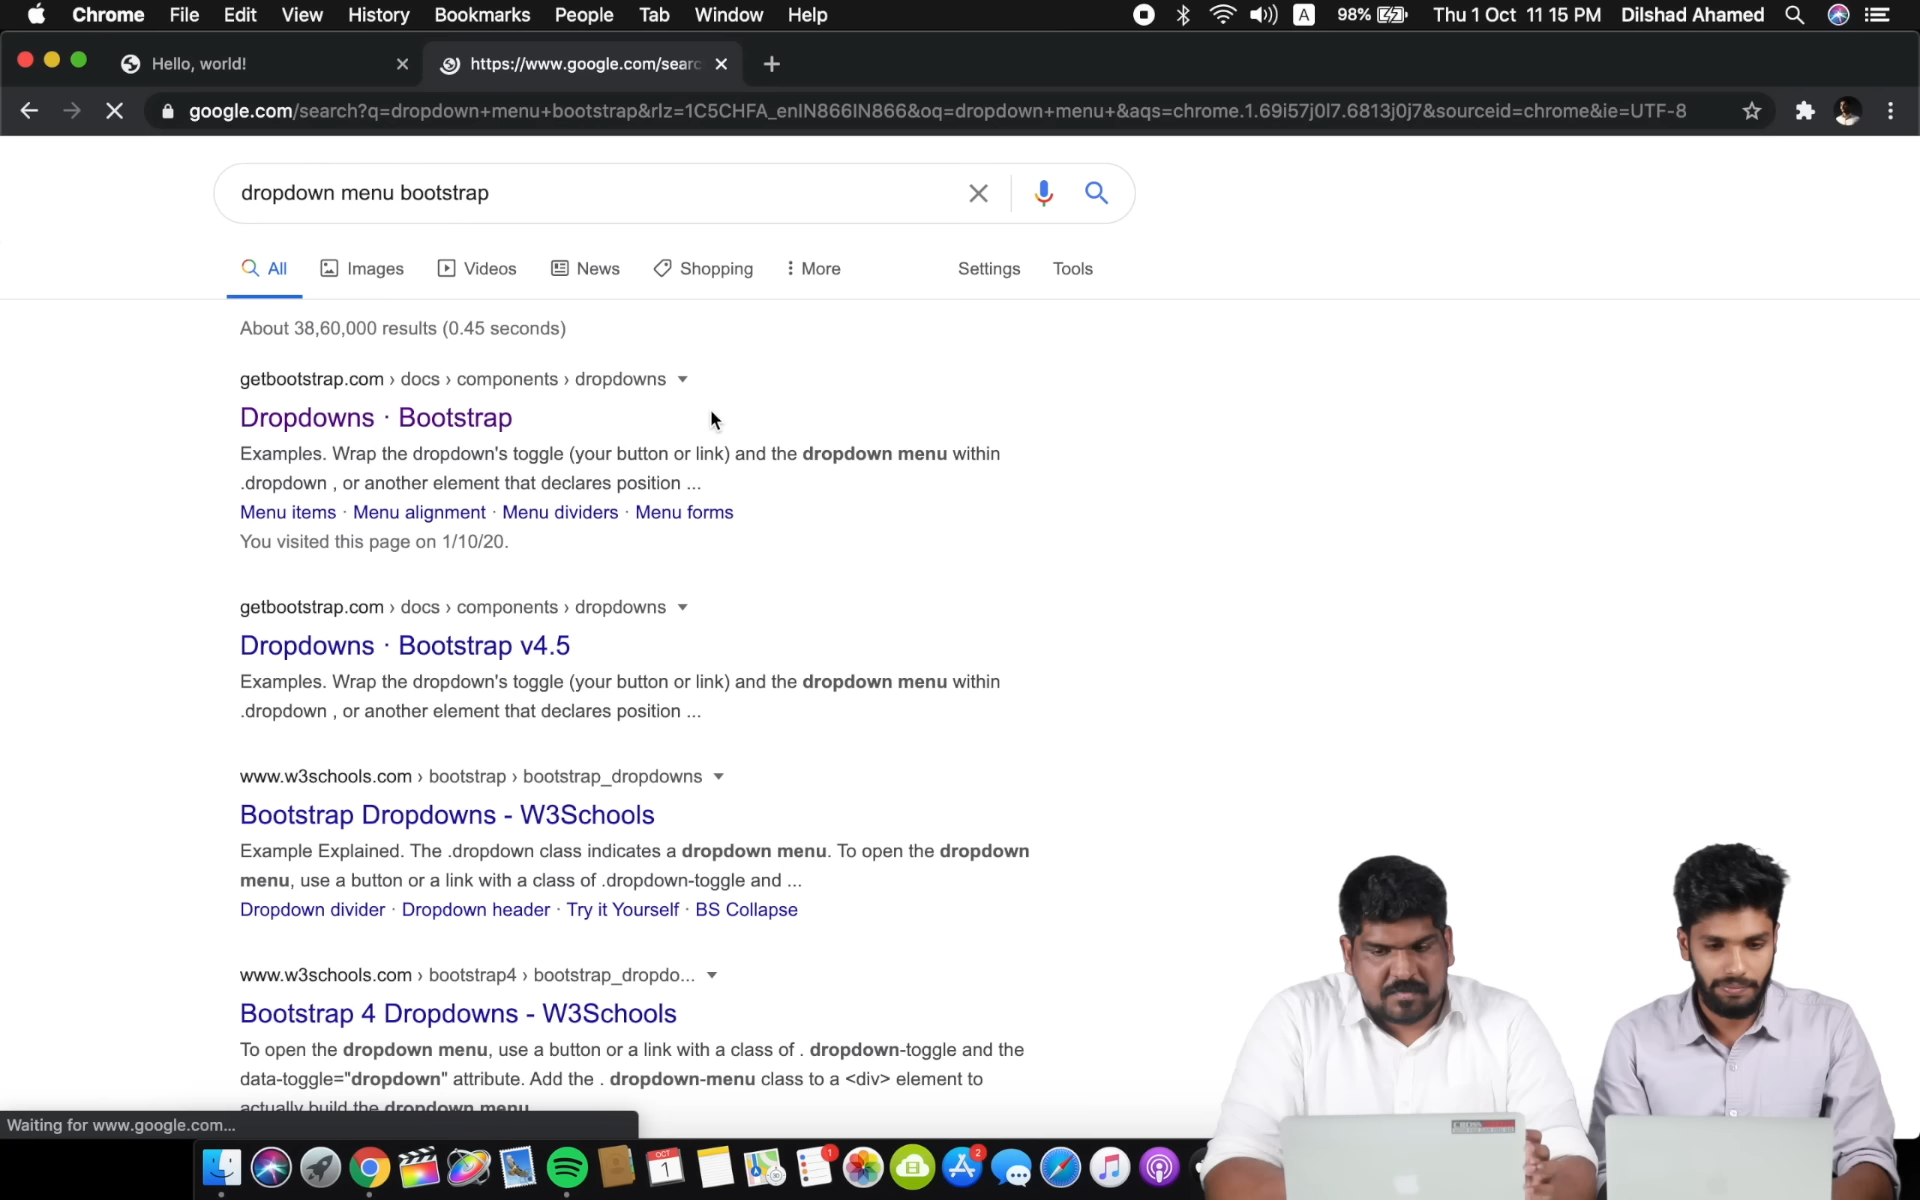 Chrome File Edit View History Bookmarks People Tab Window Help A 98% Thu 1 Oct 11 15 PM Dilshad Ahamed
Hello, world! https://www.google.com/searc
google.com/search?q=dropdown+menu+bootstrap&rlz=1C5CHFA_enIN866IN866&oq=dropdown+menu+&aqs=chrome.1.69i57j0l7.6813j0j7&sourceid=chrome&ie=UTF-8
dropdown menu bootstrap
All Images Videos News Shopping More Settings Tools
About 38,60,000 results (0.45 seconds)
getbootstrap.com › docs › components › dropdowns
Dropdowns · Bootstrap
Examples. Wrap the dropdown's toggle (your button or link) and the dropdown menu within
.dropdown , or another element that declares position ...
Menu items · Menu alignment · Menu dividers · Menu forms
You visited this page on 1/10/20.
getbootstrap.com › docs › components › dropdowns
Dropdowns · Bootstrap v4.5
Examples. Wrap the dropdown's toggle (your button or link) and the dropdown menu within
.dropdown , or another element that declares position ...
www.w3schools.com › bootstrap › bootstrap_dropdowns
Bootstrap Dropdowns - W3Schools
Example Explained. The .dropdown class indicates a dropdown menu. To open the dropdown
menu, use a button or a link with a class of .dropdown-toggle and ...
Dropdown divider · Dropdown header · Try it Yourself · BS Collapse
www.w3schools.com › bootstrap4 › bootstrap_dropdo...
Bootstrap 4 Dropdowns - W3Schools
To open the dropdown menu, use a button or a link with a class of . dropdown-toggle and the
data-toggle="dropdown" attribute. Add the . dropdown-menu class to a <div> element to
actually build the dropdown menu.
Waiting for www.google.com...
OCT
1 1 2